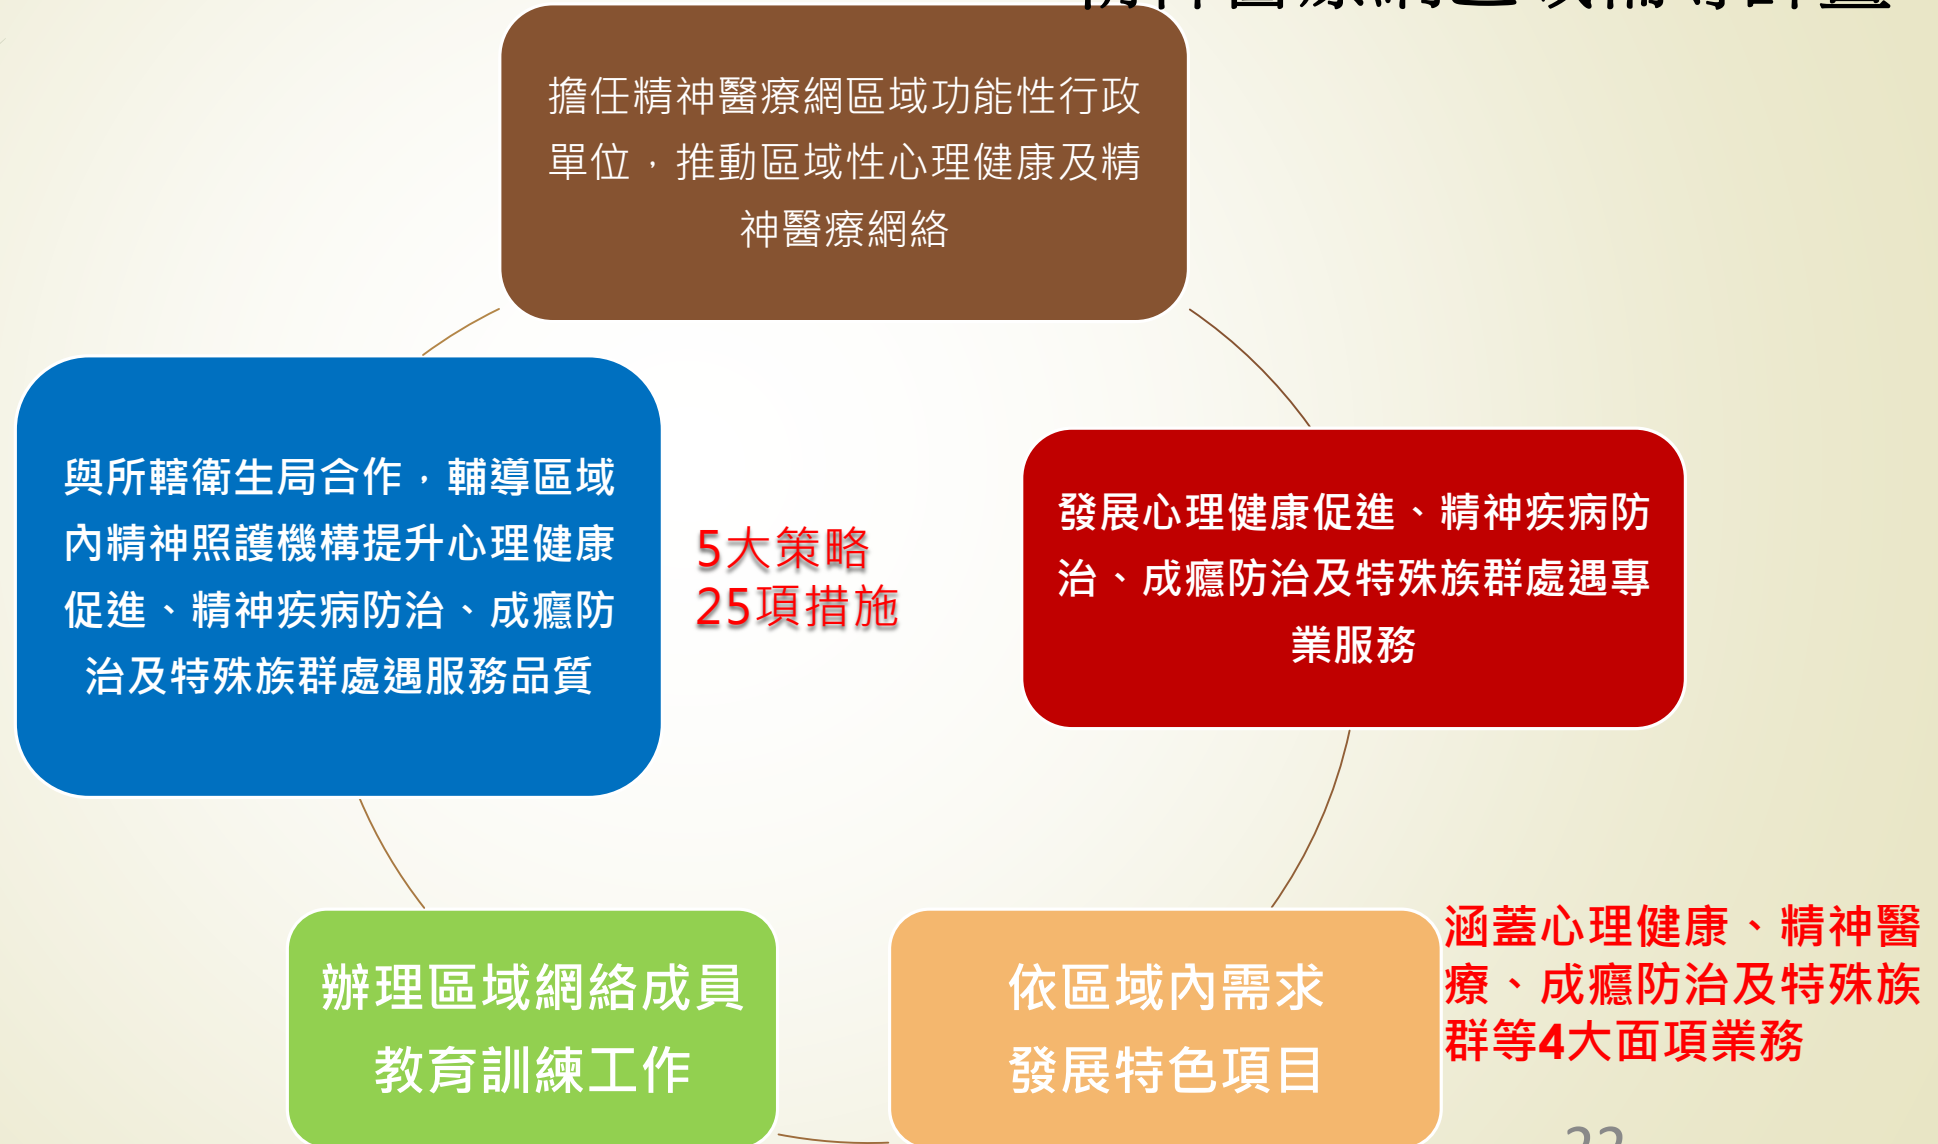 擔任精神醫療網區域功能性行政
單位，推動區域性心理健康及精
神醫療網絡
與所轄衛生局合作，輔導區域
內精神照護機構提升心理健康
促進、精神疾病防治、成癮防
治及特殊族群處遇服務品質
5大策略
25項措施
發展心理健康促進、精神疾病防
治、成癮防治及特殊族群處遇專
業服務
辦理區域網絡成員
教育訓練工作
依區域內需求
發展特色項目
涵蓋心理健康、精神醫
療、成癮防治及特殊族
群等4大面項業務